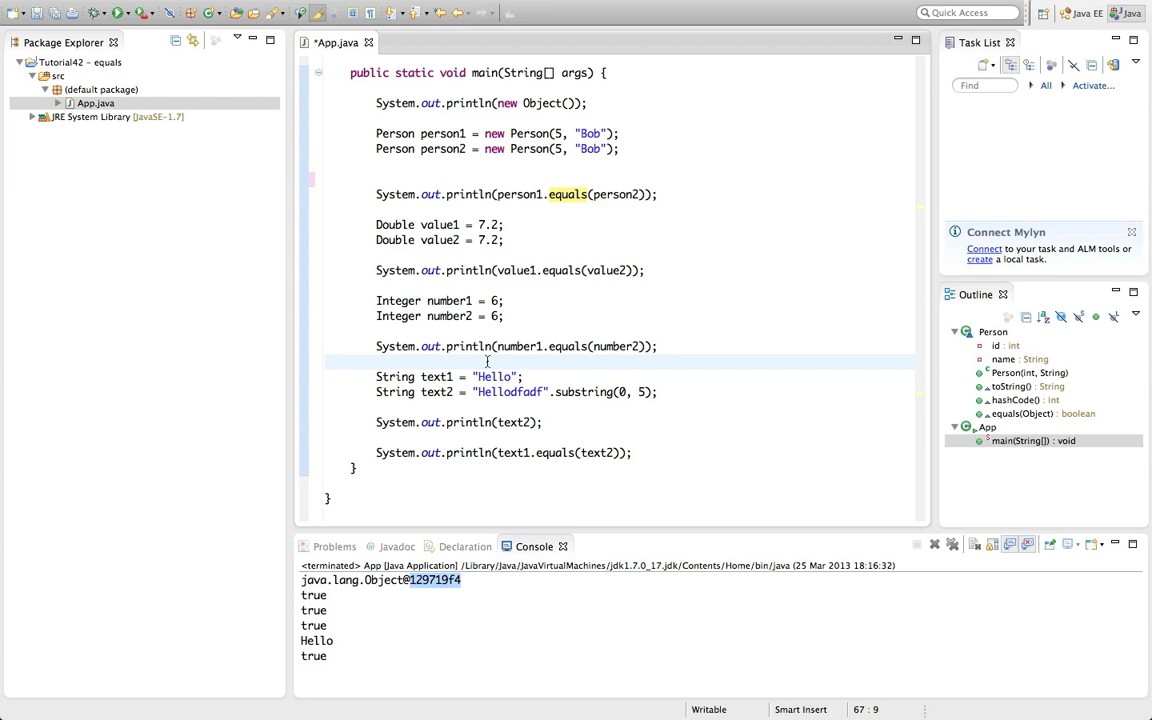 Quick Access
Java EE
Java
Package Explorer
Tutorial42 - equals
src
(default package)
App.java
JRE System Library [JavaSE-1.7]
*App.java
public static void main(String[] args) {
System.out.println(new Object());
Person person1 = new Person(5, "Bob");
Person person2 = new Person(5, "Bob");
System.out.println(person1.equals(person2));
Double value1 = 7.2;
Double value2 = 7.2;
System.out.println(value1.equals(value2));
Integer number1 = 6;
Integer number2 = 6;
System.out.println(number1.equals(number2));
String text1 = "Hello";
String text2 = "Hellodfadf".substring(0, 5);
System.out.println(text2);
System.out.println(text1.equals(text2));
}
}
Task List
Find
All
Activate...
Connect Mylyn
Connect to your task and ALM tools or
create a local task.
Outline
Person
id : int
name : String
Person(int, String)
toString() : String
hashCode() : int
equals(Object) : boolean
App
main(String[]) : void
Problems
Javadoc
Declaration
Console
<terminated> App [Java Application] /Library/Java/JavaVirtualMachines/jdk1.7.0_17.jdk/Contents/Home/bin/java (25 Mar 2013 18:16:32)
java.lang.Object@129719f4
true
true
true
Hello
true
Writable
Smart Insert
67 : 9